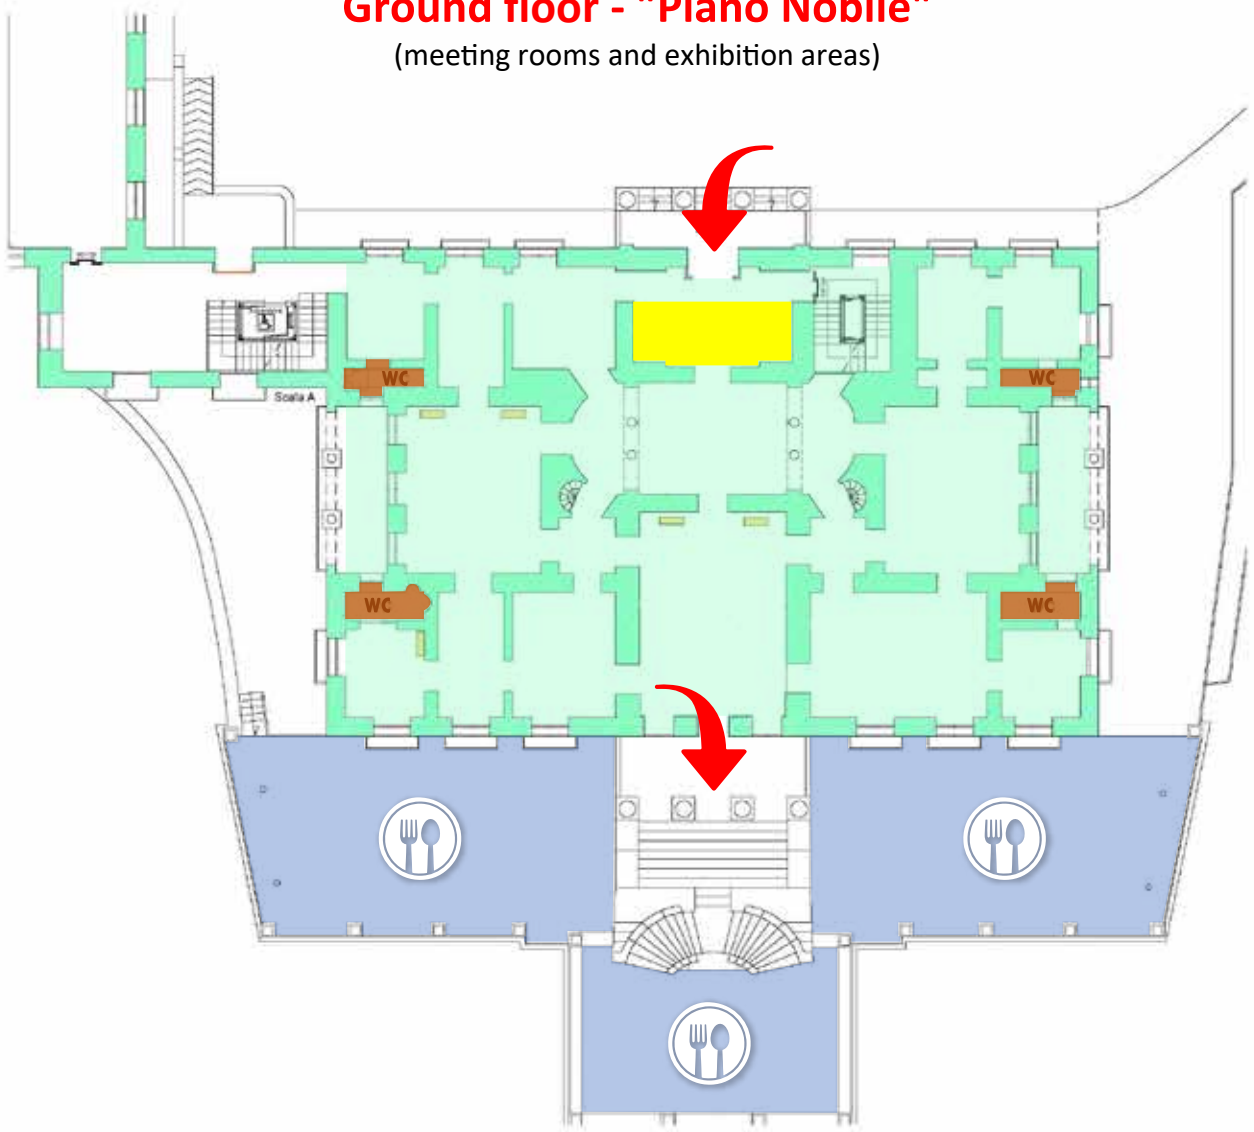 Ground floor - "Piano Nobile"
(meeting rooms and exhibition areas)
WC
WC
Scala A
WC
WC